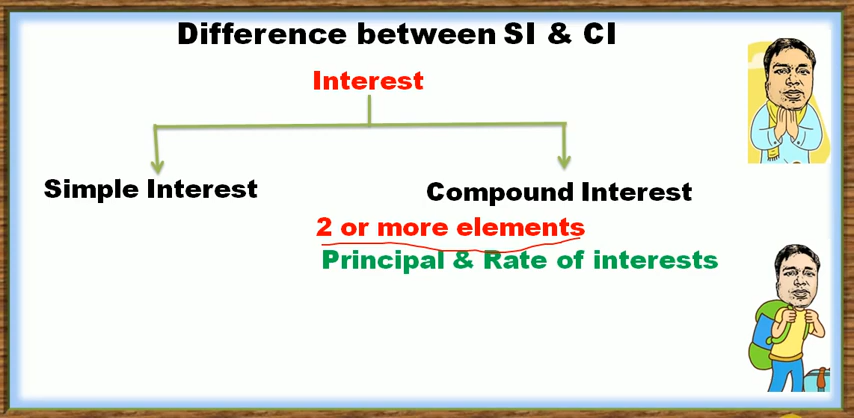 Difference between SI & CI
Interest
Simple Interest
Compound Interest
2 or more elements
Principal & Rate of interests